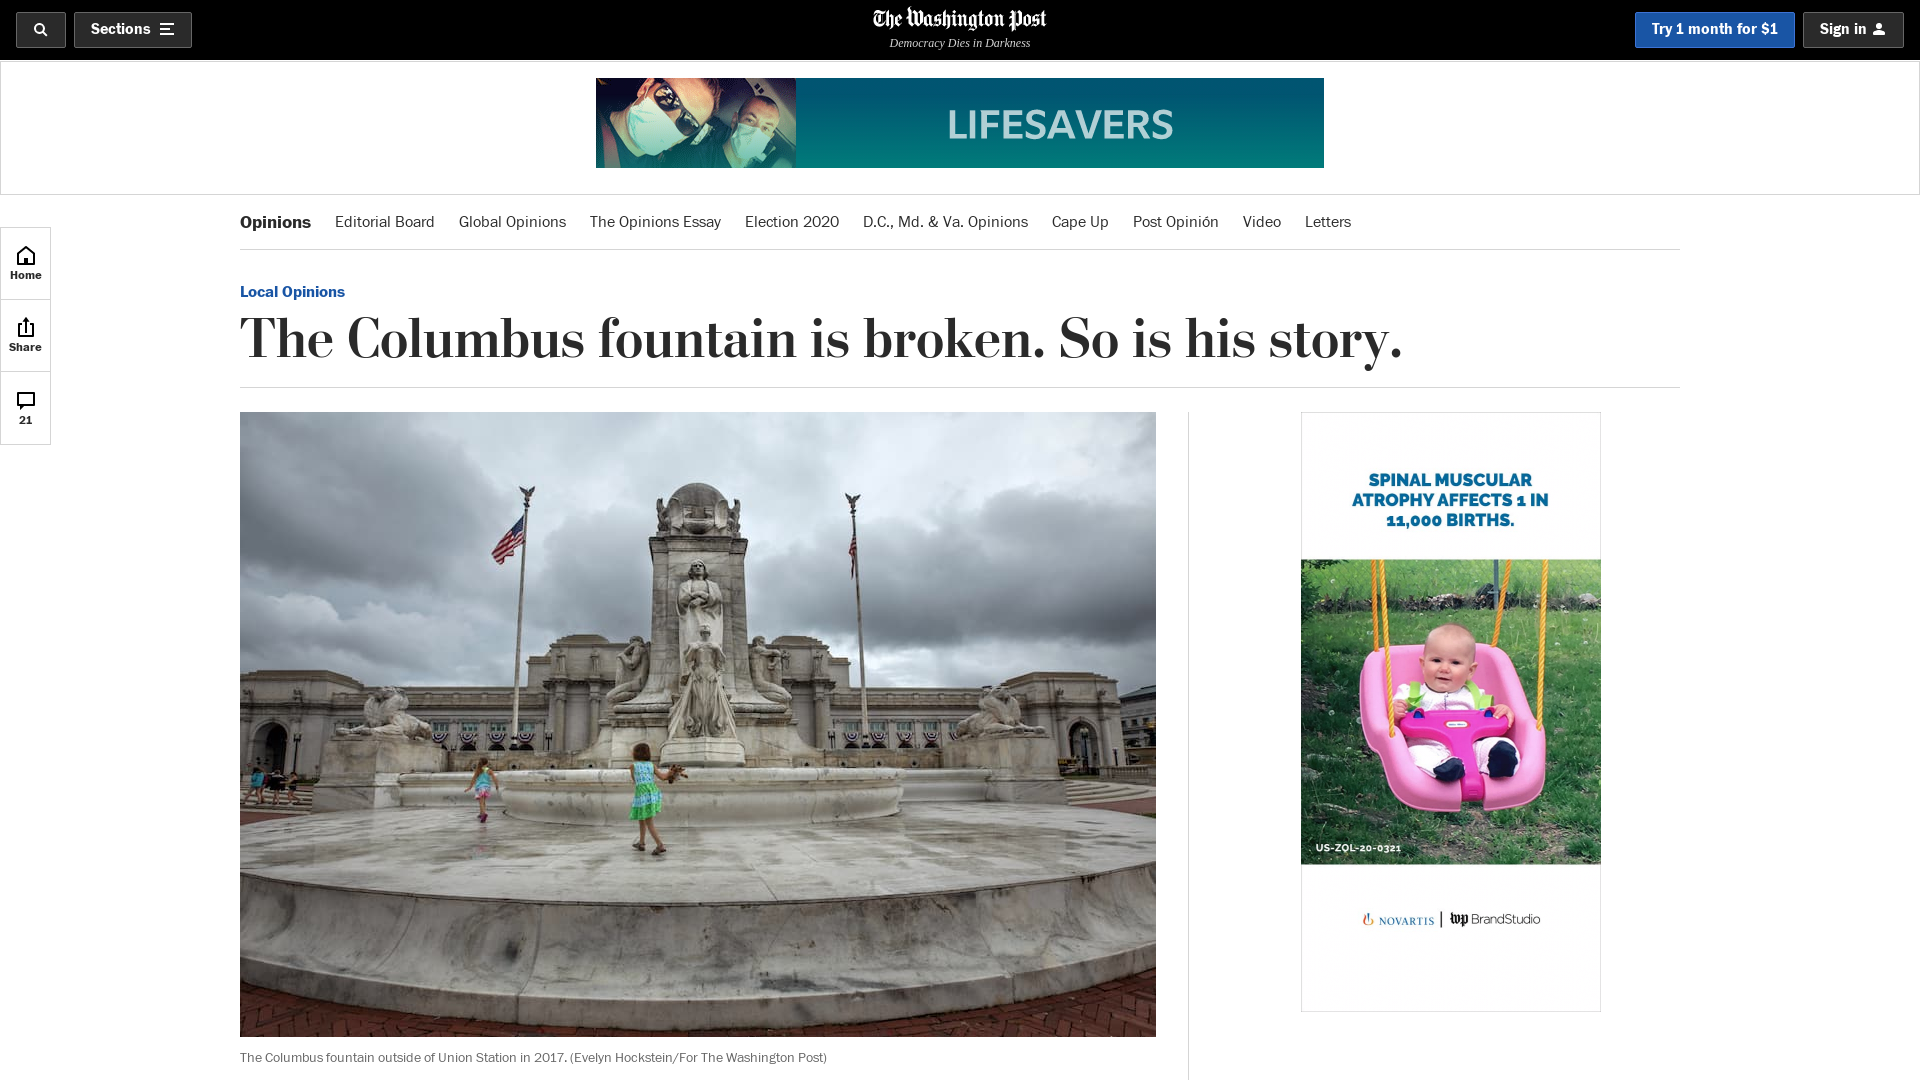 Sections
The Washington Post
Democracy Dies in Darkness
Try 1 month for $1
Sign in
LIFESAVERS
Opinions Editorial Board Global Opinions The Opinions Essay Election 2020 D.C., Md. & Va. Opinions Cape Up Post Opinión Video Letters
Home
Share
21
Local Opinions
The Columbus fountain is broken. So is his story.
SPINAL MUSCULAR
ATROPHY AFFECTS 1 IN
11,000 BIRTHS.
US-ZOL-20-0321
NOVARTIS | wp BrandStudio
The Columbus fountain outside of Union Station in 2017. (Evelyn Hockstein/For The Washington Post)